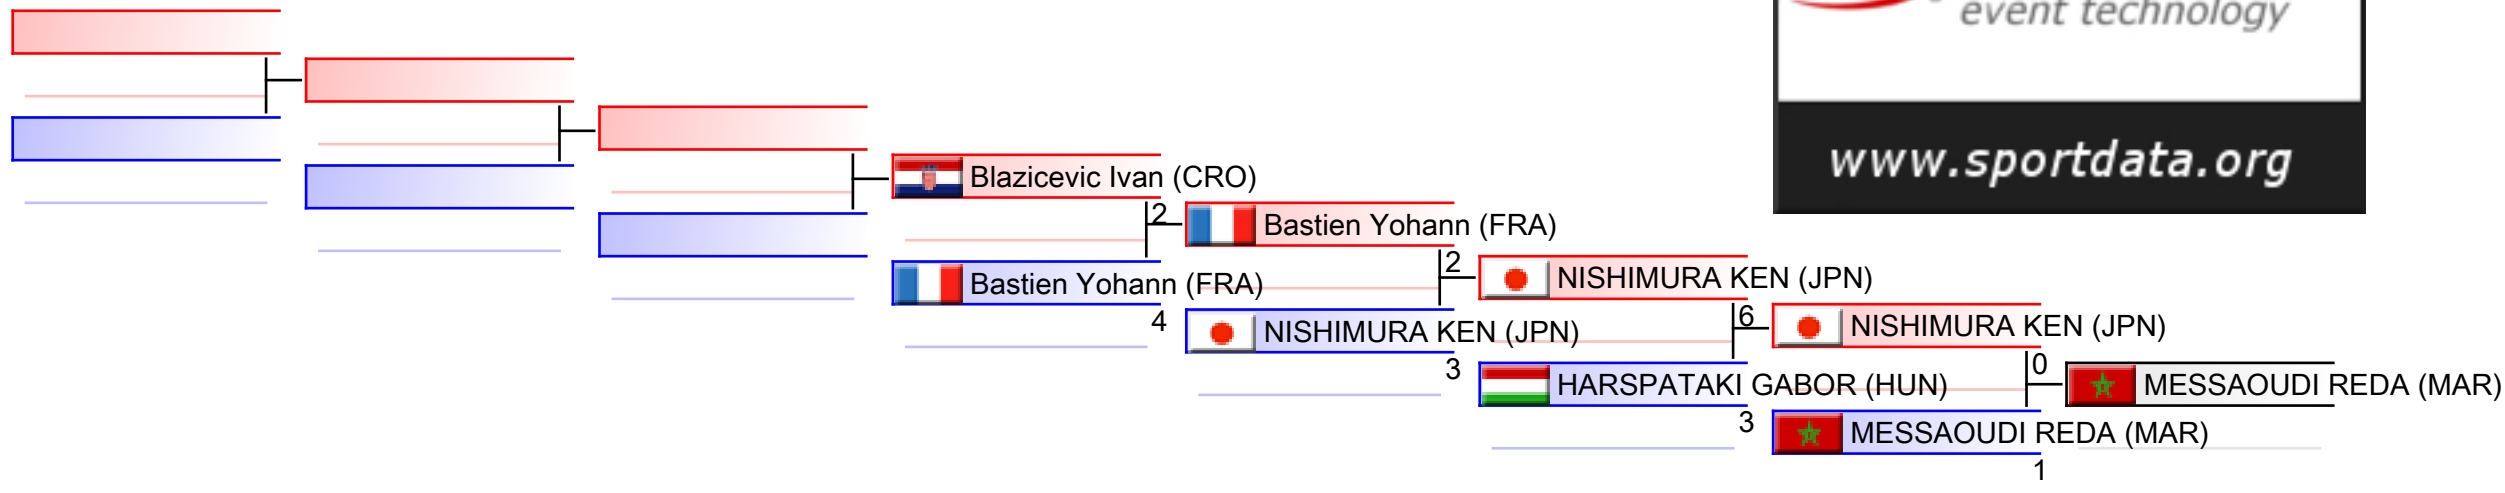 event technology
www.sportdata.org
Blazicevic Ivan (CRO)
2
Bastien Yohann (FRA)
Bastien Yohann (FRA)
4
2
NISHIMURA KEN (JPN)
NISHIMURA KEN (JPN)
3
6
NISHIMURA KEN (JPN)
HARSPATAKI GABOR (HUN)
3
0
MESSAOUDI REDA (MAR)
MESSAOUDI REDA (MAR)
1